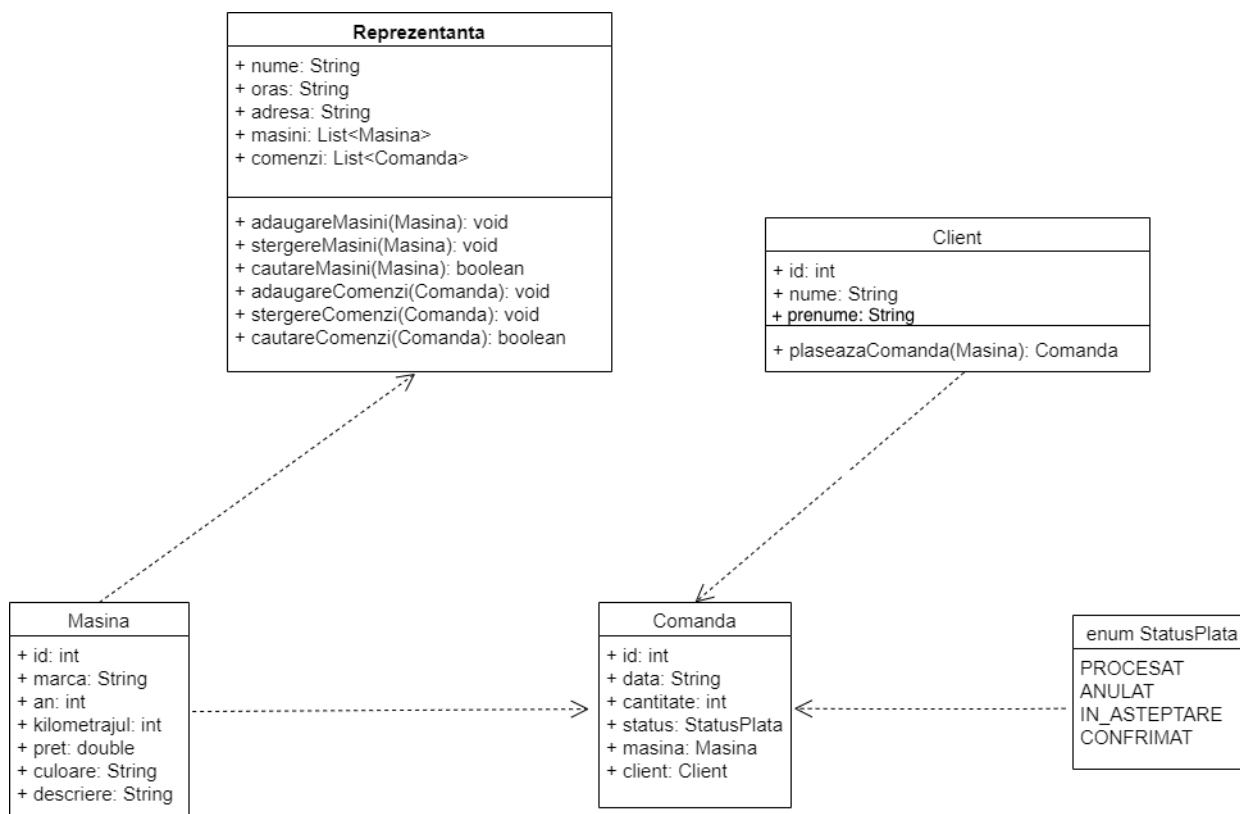 Reprezentanta
+ nume: String
+ oras: String
+ adresa: String
+ masini: List<Masina>
+ comenzi: List<Comanda>
+ adaugareMasini(Masina): void
+ stergereMasini(Masina): void
+ cautareMasini(Masina): boolean
+ adaugareComenzi(Comanda): void
+ stergereComenzi(Comanda): void
+ cautareComenzi(Comanda): boolean
Client
+ id: int
+ nume: String
+ prenume: String
+ plaseazaComanda(Masina): Comanda
Masina
+ id: int
+ marca: String
+ an: int
+ kilometrajul: int
+ pret: double
+ culoare: String
+ descriere: String
Comanda
+ id: int
+ data: String
+ cantitate: int
+ status: StatusPlata
+ masina: Masina
+ client: Client
enum StatusPlata
PROCESAT
ANULAT
IN_ASTEPTARE
CONFRIMAT